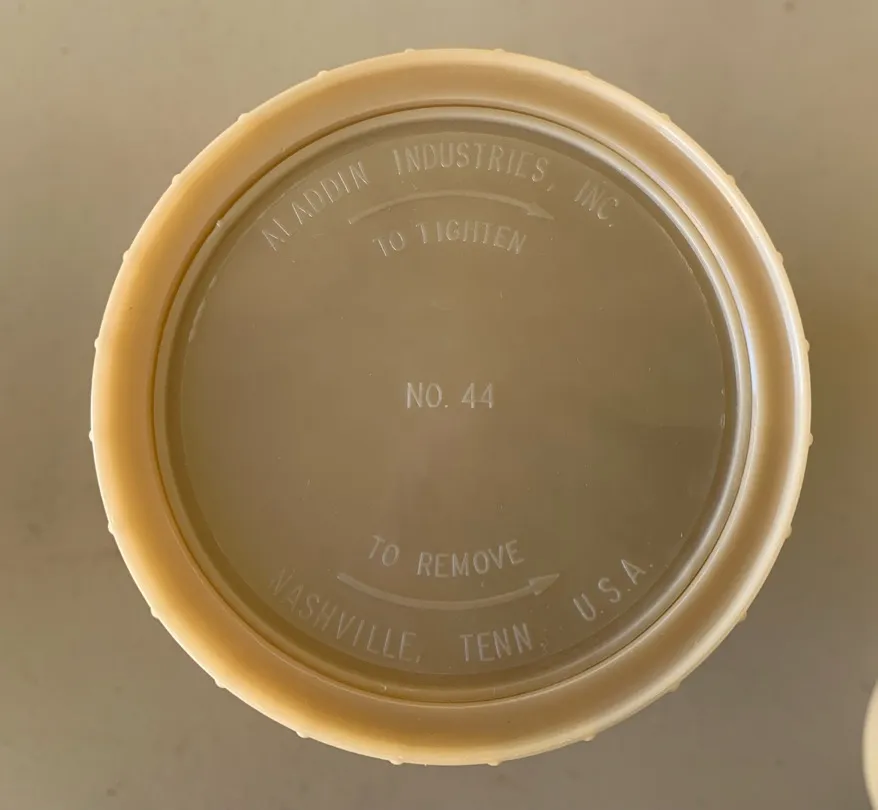 ALADDIN INDUSTRIES, INC.
TO TIGHTEN
NO. 44
TO REMOVE
NASHVILLE, TENN. U.S.A.